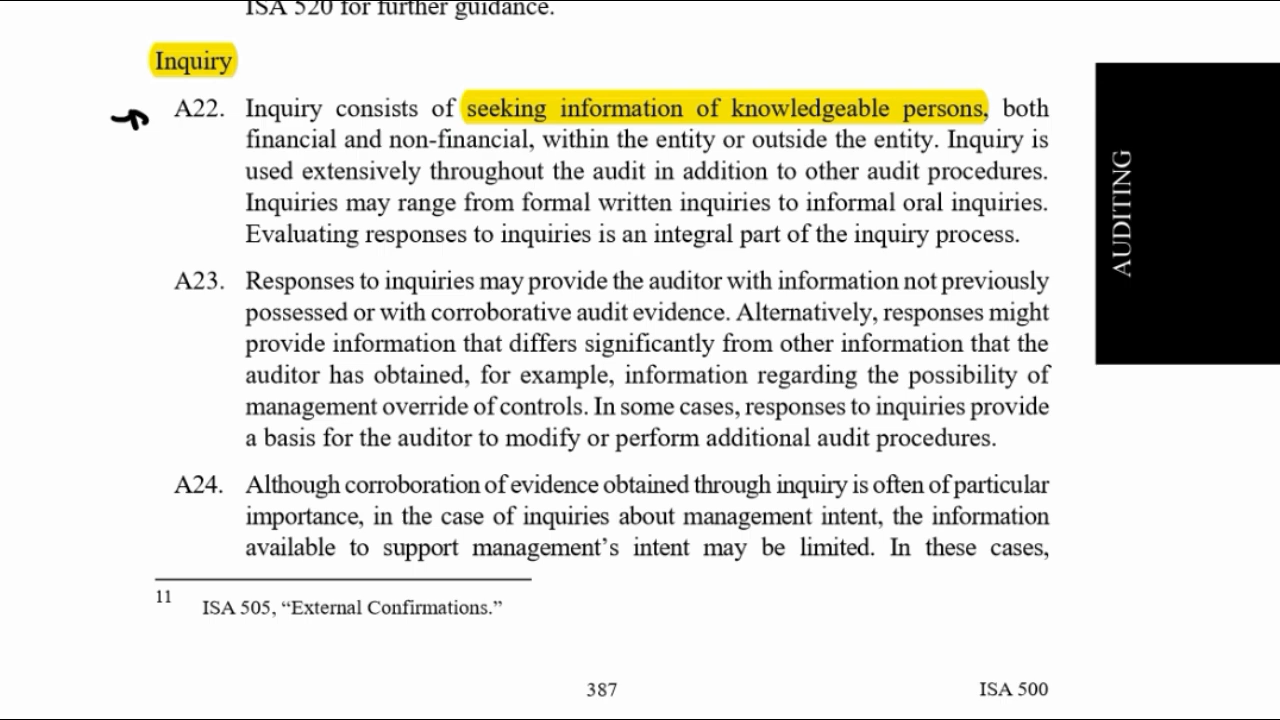 ISA 520 for further guidance.
Inquiry
A22. Inquiry consists of seeking information of knowledgeable persons, both
financial and non-financial, within the entity or outside the entity. Inquiry is
used extensively throughout the audit in addition to other audit procedures.
Inquiries may range from formal written inquiries to informal oral inquiries.
Evaluating responses to inquiries is an integral part of the inquiry process.
A23. Responses to inquiries may provide the auditor with information not previously
possessed or with corroborative audit evidence. Alternatively, responses might
provide information that differs significantly from other information that the
auditor has obtained, for example, information regarding the possibility of
management override of controls. In some cases, responses to inquiries provide
a basis for the auditor to modify or perform additional audit procedures.
A24. Although corroboration of evidence obtained through inquiry is often of particular
importance, in the case of inquiries about management intent, the information
available to support management’s intent may be limited. In these cases,
11 ISA 505, “External Confirmations.”
387 ISA 500
AUDITING